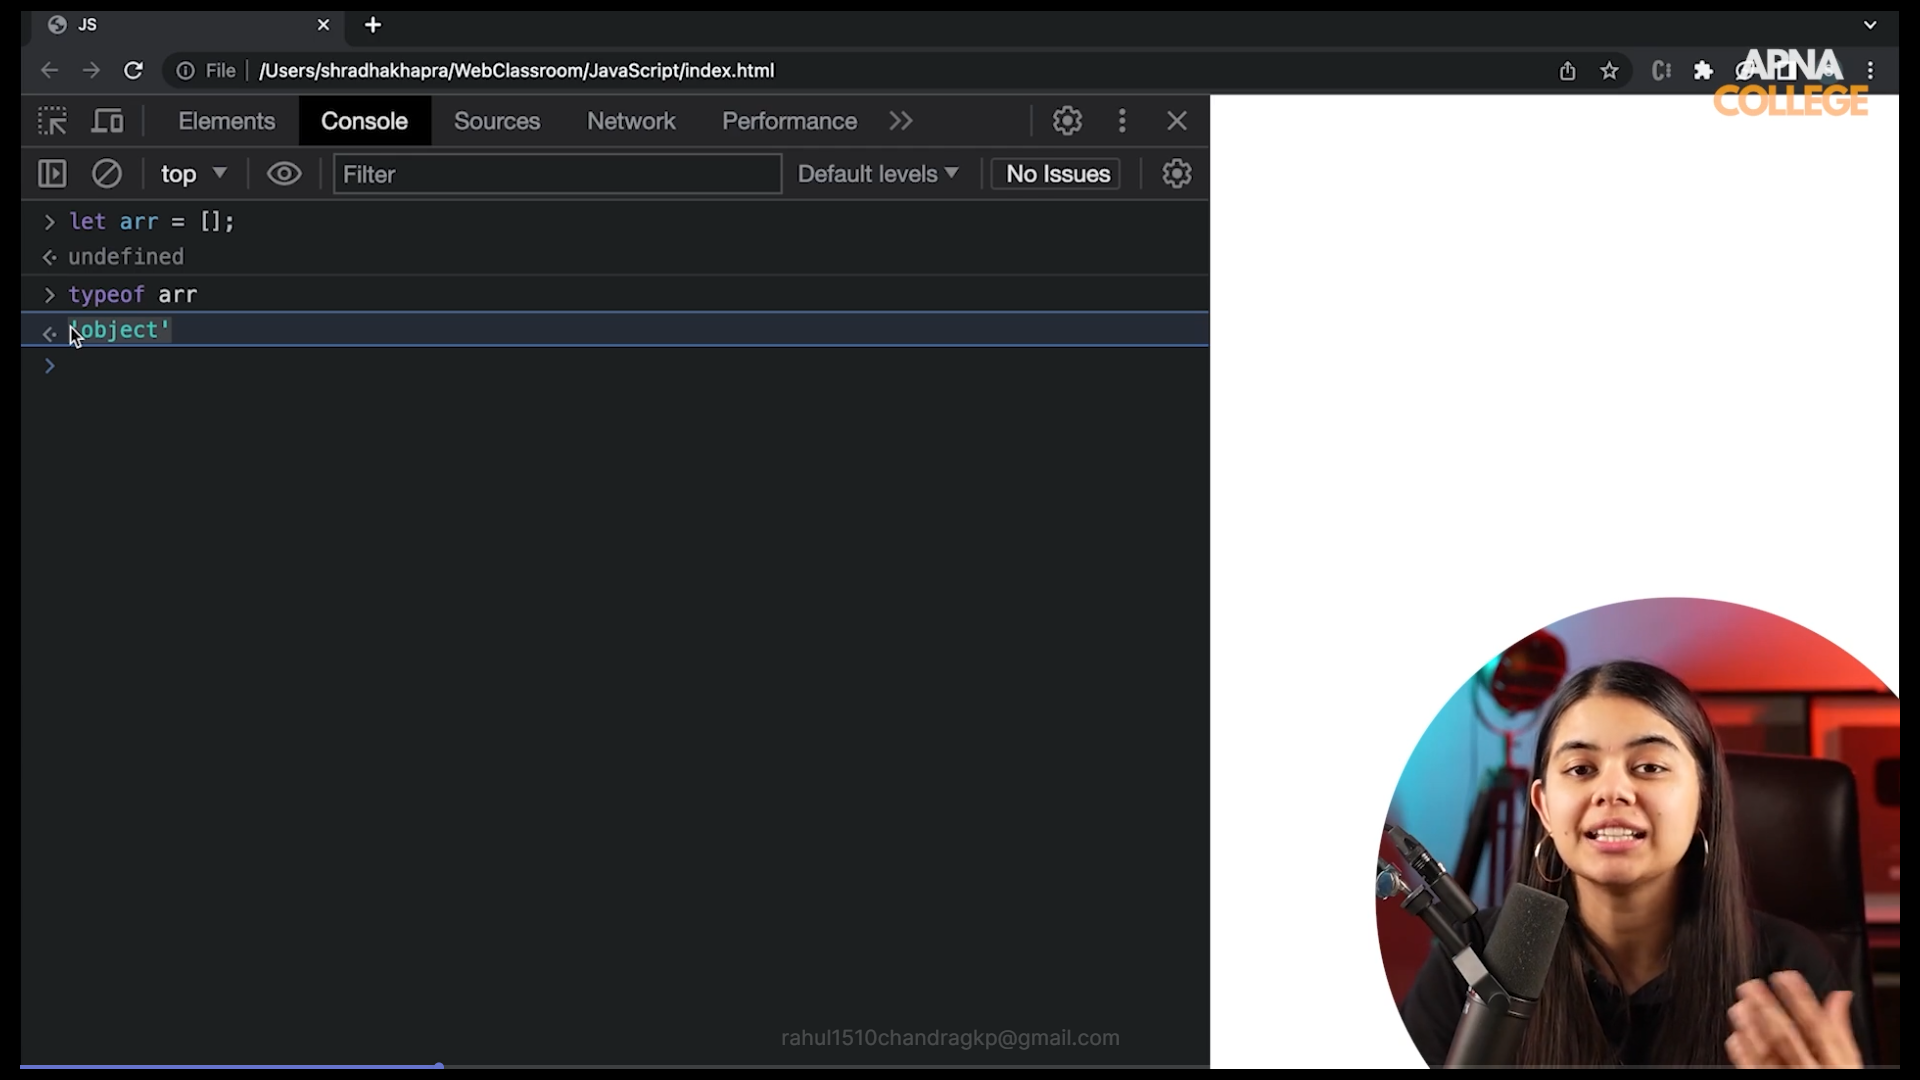 JS
File /Users/shradhakhapra/WebClassroom/JavaScript/index.html
APNA
COLLEGE
Elements Console Sources Network Performance
top Filter Default levels No Issues
> let arr = [];
undefined
> typeof arr
'object'
>
rahul1510chandragkp@gmail.com